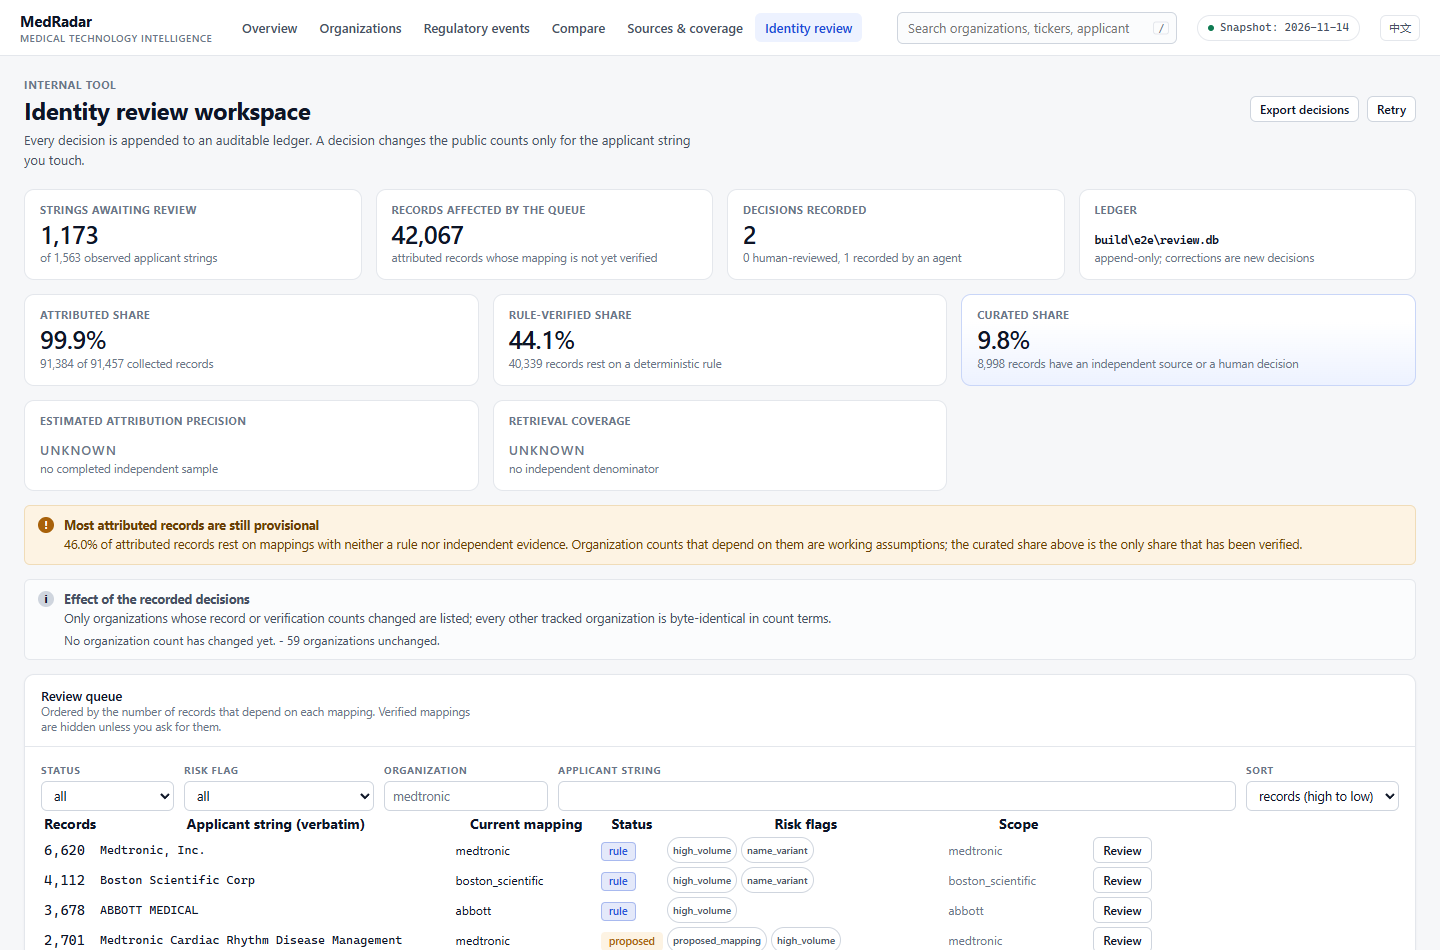 MedRadar
MEDICAL TECHNOLOGY INTELLIGENCE
Overview
Organizations
Regulatory events
Compare
Sources & coverage
Identity review
Search organizations, tickers, applicant
/
Snapshot: 2026-11-14
中文
INTERNAL TOOL
Identity review workspace
Every decision is appended to an auditable ledger. A decision changes the public counts only for the applicant string
you touch.
Export decisions
Retry
STRINGS AWAITING REVIEW
1,173
of 1,563 observed applicant strings
RECORDS AFFECTED BY THE QUEUE
42,067
attributed records whose mapping is not yet verified
DECISIONS RECORDED
2
0 human-reviewed, 1 recorded by an agent
LEDGER
build\e2e\review.db
append-only; corrections are new decisions
ATTRIBUTED SHARE
99.9%
91,384 of 91,457 collected records
RULE-VERIFIED SHARE
44.1%
40,339 records rest on a deterministic rule
CURATED SHARE
9.8%
8,998 records have an independent source or a human decision
ESTIMATED ATTRIBUTION PRECISION
UNKNOWN
no completed independent sample
RETRIEVAL COVERAGE
UNKNOWN
no independent denominator
! Most attributed records are still provisional
46.0% of attributed records rest on mappings with neither a rule nor independent evidence. Organization counts that depend on them are working assumptions; the curated share above is the only share that has been verified.
i Effect of the recorded decisions
Only organizations whose record or verification counts changed are listed; every other tracked organization is byte-identical in count terms.
No organization count has changed yet. - 59 organizations unchanged.
Review queue
Ordered by the number of records that depend on each mapping. Verified mappings
are hidden unless you ask for them.
STATUS
RISK FLAG
ORGANIZATION
APPLICANT STRING
SORT
all
all
medtronic
records (high to low)
Records Applicant string (verbatim) Current mapping Status Risk flags Scope
6,620 Medtronic, Inc. medtronic rule high_volume name_variant medtronic Review
4,112 Boston Scientific Corp boston_scientific rule high_volume name_variant boston_scientific Review
3,678 ABBOTT MEDICAL abbott rule high_volume abbott Review
2,701 Medtronic Cardiac Rhythm Disease Management medtronic proposed proposed_mapping high_volume medtronic Review